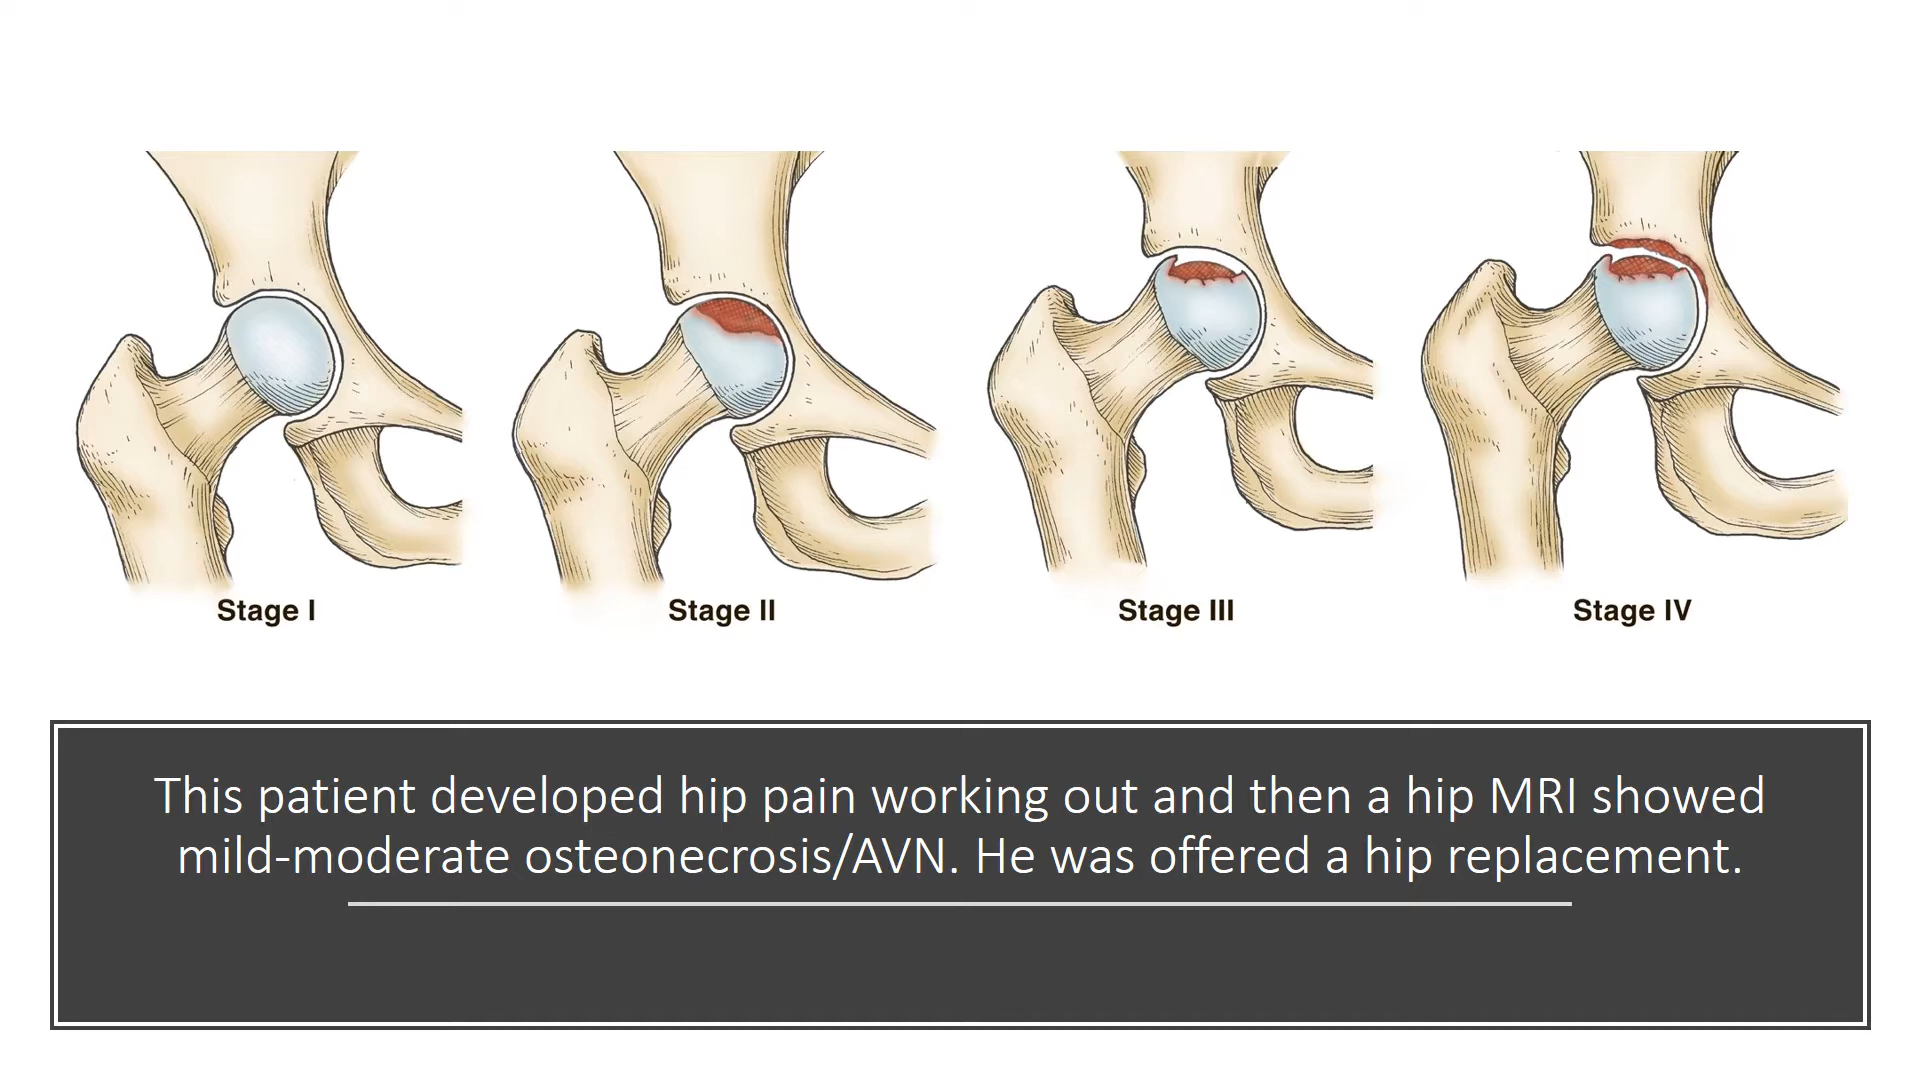 Stage I
Stage II
Stage III
Stage IV
This patient developed hip pain working out and then a hip MRI showed
mild-moderate osteonecrosis/AVN. He was offered a hip replacement.